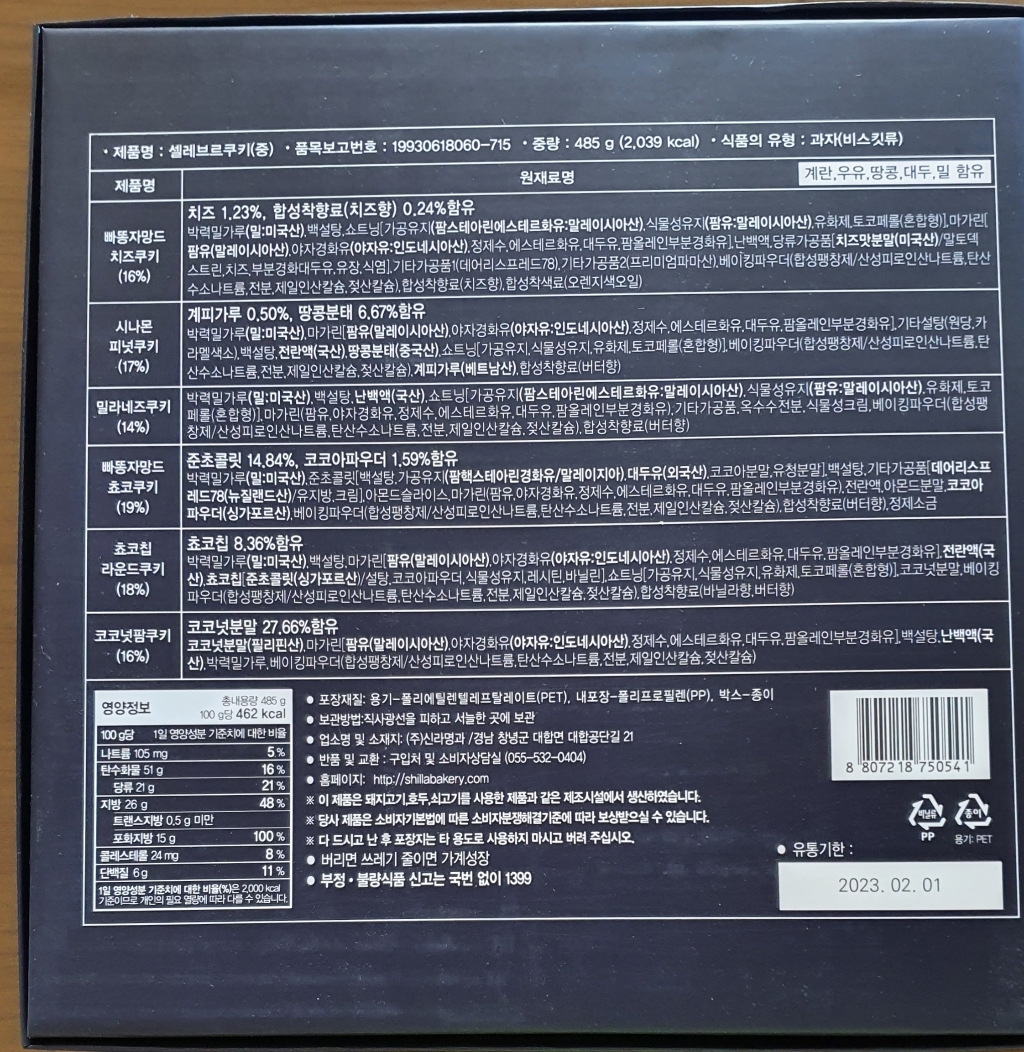 · 제품명 : 셀레브르쿠키(중) · 품목보고번호 : 19930618060-715 · 중량 : 485 g (2,039 kcal) · 식품의 유형 : 과자(비스킷류)
제품명 원재료명 계란,우유,땅콩,대두,밀 함유
빠똥자망드
치즈쿠키
(16%)
치즈 1.23%, 합성착향료(치즈향) 0.24%함유
박력밀가루(밀:미국산),백설탕,쇼트닝[가공유지(팜스테아린에스테르화유:말레이시아산),식물성유지(팜유:말레이시아산),유화제,토코페롤(혼합형)],마가린[
팜유(말레이시아산),야자경화유(야자유:인도네시아산),정제수,에스테르화유,대두유,팜올레인부분경화유],난백액,당류가공품[치즈맛분말(미국산)/말토덱
스트린,치즈,부분경화대두유,유장,식염],기타가공품1(데어리스프레드78),기타가공품2(프리미엄파마산),베이킹파우더(합성팽창제/산성피로인산나트륨,탄산
수소나트륨,전분,제일인산칼슘,젖산칼슘),합성착향료(치즈향),합성착색료(오렌지색오일)
시나몬
피넛쿠키
(17%)
계피가루 0.50%, 땅콩분태 6.67%함유
박력밀가루(밀:미국산),마가린[팜유(말레이시아산),야자경화유(야자유:인도네시아산),정제수,에스테르화유,대두유,팜올레인부분경화유],기타설탕(원당,카
라멜색소),백설탕,전란액(국산),땅콩분태(중국산),쇼트닝[가공유지,식물성유지,유화제,토코페롤(혼합형)],베이킹파우더(합성팽창제/산성피로인산나트륨,탄
산수소나트륨,전분,제일인산칼슘,젖산칼슘),계피가루(베트남산),합성착향료(버터향)
밀라네즈쿠키
(14%)
박력밀가루(밀:미국산),백설탕,난백액(국산),쇼트닝[가공유지(팜스테아린에스테르화유:말레이시아산),식물성유지(팜유:말레이시아산),유화제,토코
페롤(혼합형)],마가린(팜유,야자경화유,정제수,에스테르화유,대두유,팜올레인부분경화유),기타가공품,옥수수전분,식물성크림,베이킹파우더(합성팽
창제/산성피로인산나트륨,탄산수소나트륨,전분,제일인산칼슘,젖산칼슘),합성착향료(버터향)
빠똥자망드
쵸코쿠키
(19%)
준초콜릿 14.84%, 코코아파우더 1.59%함유
박력밀가루(밀:미국산),준초콜릿[백설탕,가공유지(팜핵스테아린경화유/말레이지아),대두유(외국산),코코아분말,유청분말],백설탕,기타가공품[데어리스프
레드78(뉴질랜드산)/유지방,크림],아몬드슬라이스,마가린(팜유,야자경화유,정제수,에스테르화유,대두유,팜올레인부분경화유),전란액,아몬드분말,코코아
파우더(싱가포르산),베이킹파우더(합성팽창제/산성피로인산나트륨,탄산수소나트륨,전분,제일인산칼슘,젖산칼슘),합성착향료(버터향),정제소금
쵸코칩
라운드쿠키
(18%)
쵸코칩 8.36%함유
박력밀가루(밀:미국산),백설탕,마가린[팜유(말레이시아산),야자경화유(야자유:인도네시아산),정제수,에스테르화유,대두유,팜올레인부분경화유],전란액(국
산),쵸코칩[준초콜릿(싱가포르산)/설탕,코코아파우더,식물성유지,레시틴,바닐린],쇼트닝[가공유지,식물성유지,유화제,토코페롤(혼합형)],코코넛분말,베이킹
파우더(합성팽창제/산성피로인산나트륨,탄산수소나트륨,전분,제일인산칼슘,젖산칼슘),합성착향료(바닐라향,버터향)
코코넛팜쿠키
(16%)
코코넛분말 27.66%함유
코코넛분말(필리핀산),마가린[팜유(말레이시아산),야자경화유(야자유:인도네시아산),정제수,에스테르화유,대두유,팜올레인부분경화유],백설탕,난백액(국
산),박력밀가루,베이킹파우더(합성팽창제/산성피로인산나트륨,탄산수소나트륨,전분,제일인산칼슘,젖산칼슘)
영양정보 총내용량 485 g
100 g당 462 kcal
100 g당 1일 영양성분 기준치에 대한 비율
나트륨 105 mg 5 %
탄수화물 51 g 16 %
당류 21 g 21 %
지방 26 g 48 %
트랜스지방 0.5 g 미만
포화지방 15 g 100 %
콜레스테롤 24 mg 8 %
단백질 6 g 11 %
1일 영양성분 기준치에 대한 비율(%)은 2,000 kcal
기준이므로 개인의 필요 열량에 따라 다를 수 있습니다.
● 포장재질: 용기-폴리에틸렌텔레프탈레이트(PET), 내포장-폴리프로필렌(PP), 박스-종이
● 보관방법:직사광선을 피하고 서늘한 곳에 보관
● 업소명 및 소재지: (주)신라명과 /경남 창녕군 대합면 대합공단길 21
● 반품 및 교환 : 구입처 및 소비자상담실 (055-532-0404)
● 홈페이지: http://shillabakery.com
※ 이 제품은 돼지고기,호두,쇠고기를 사용한 제품과 같은 제조시설에서 생산하였습니다.
※ 당사 제품은 소비자기본법에 따른 소비자분쟁해결기준에 따라 보상받으실 수 있습니다.
※ 다 드시고 난 후 포장지는 타 용도로 사용하지 마시고 버려 주십시오.
● 버리면 쓰레기 줄이면 가계성장
● 부정·불량식품 신고는 국번 없이 1399
8 807218 750541
비닐류 종이
PP 용기: PET
● 유통기한 :
2023. 02. 01